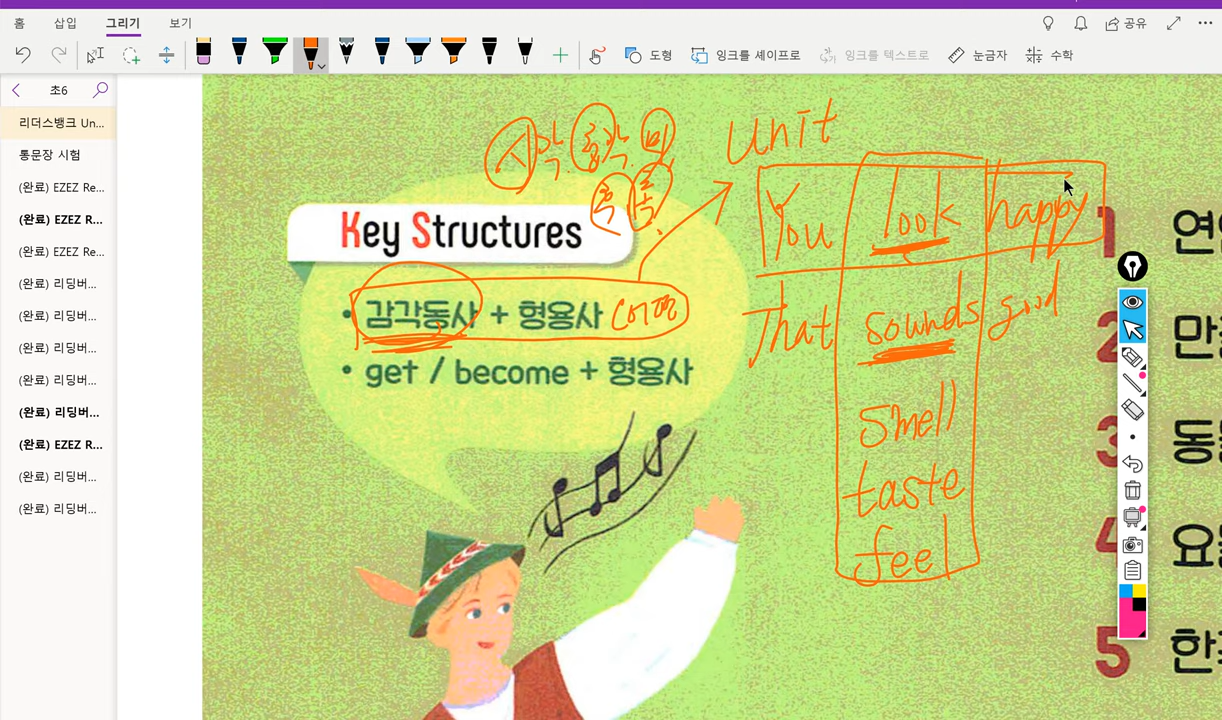 홈 삽입 그리기 보기
공유
도형 잉크를 셰이프로 잉크를 텍스트로 눈금자 수학
초6
리더스뱅크 Un...
통문장 시험
(완료) EZEZ Re...
(완료) EZEZ R...
(완료) EZEZ Re...
(완료) 리딩버...
(완료) 리딩버...
(완료) 리딩버...
(완료) 리딩버...
(완료) 리딩버...
(완료) EZEZ R...
(완료) 리딩버...
(완료) 리딩버...
시각 청각 미
후 촉
Unit
Key Structures
• 감각동사 + 형용사
• get / become + 형용사
You look happy
That sounds good
smell
taste
feel
1 연
2 만
3 동
4 요
5 한